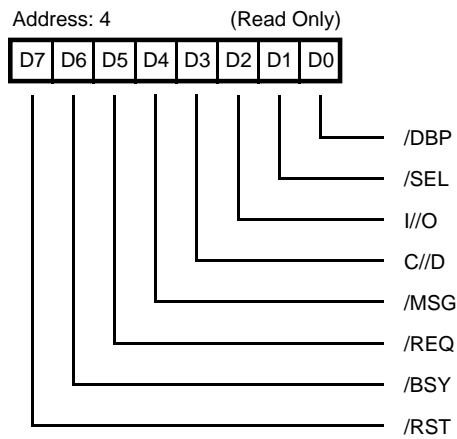 Address: 4 (Read Only)
D7 D6 D5 D4 D3 D2 D1 D0
/DBP
/SEL
I//O
C//D
/MSG
/REQ
/BSY
/RST